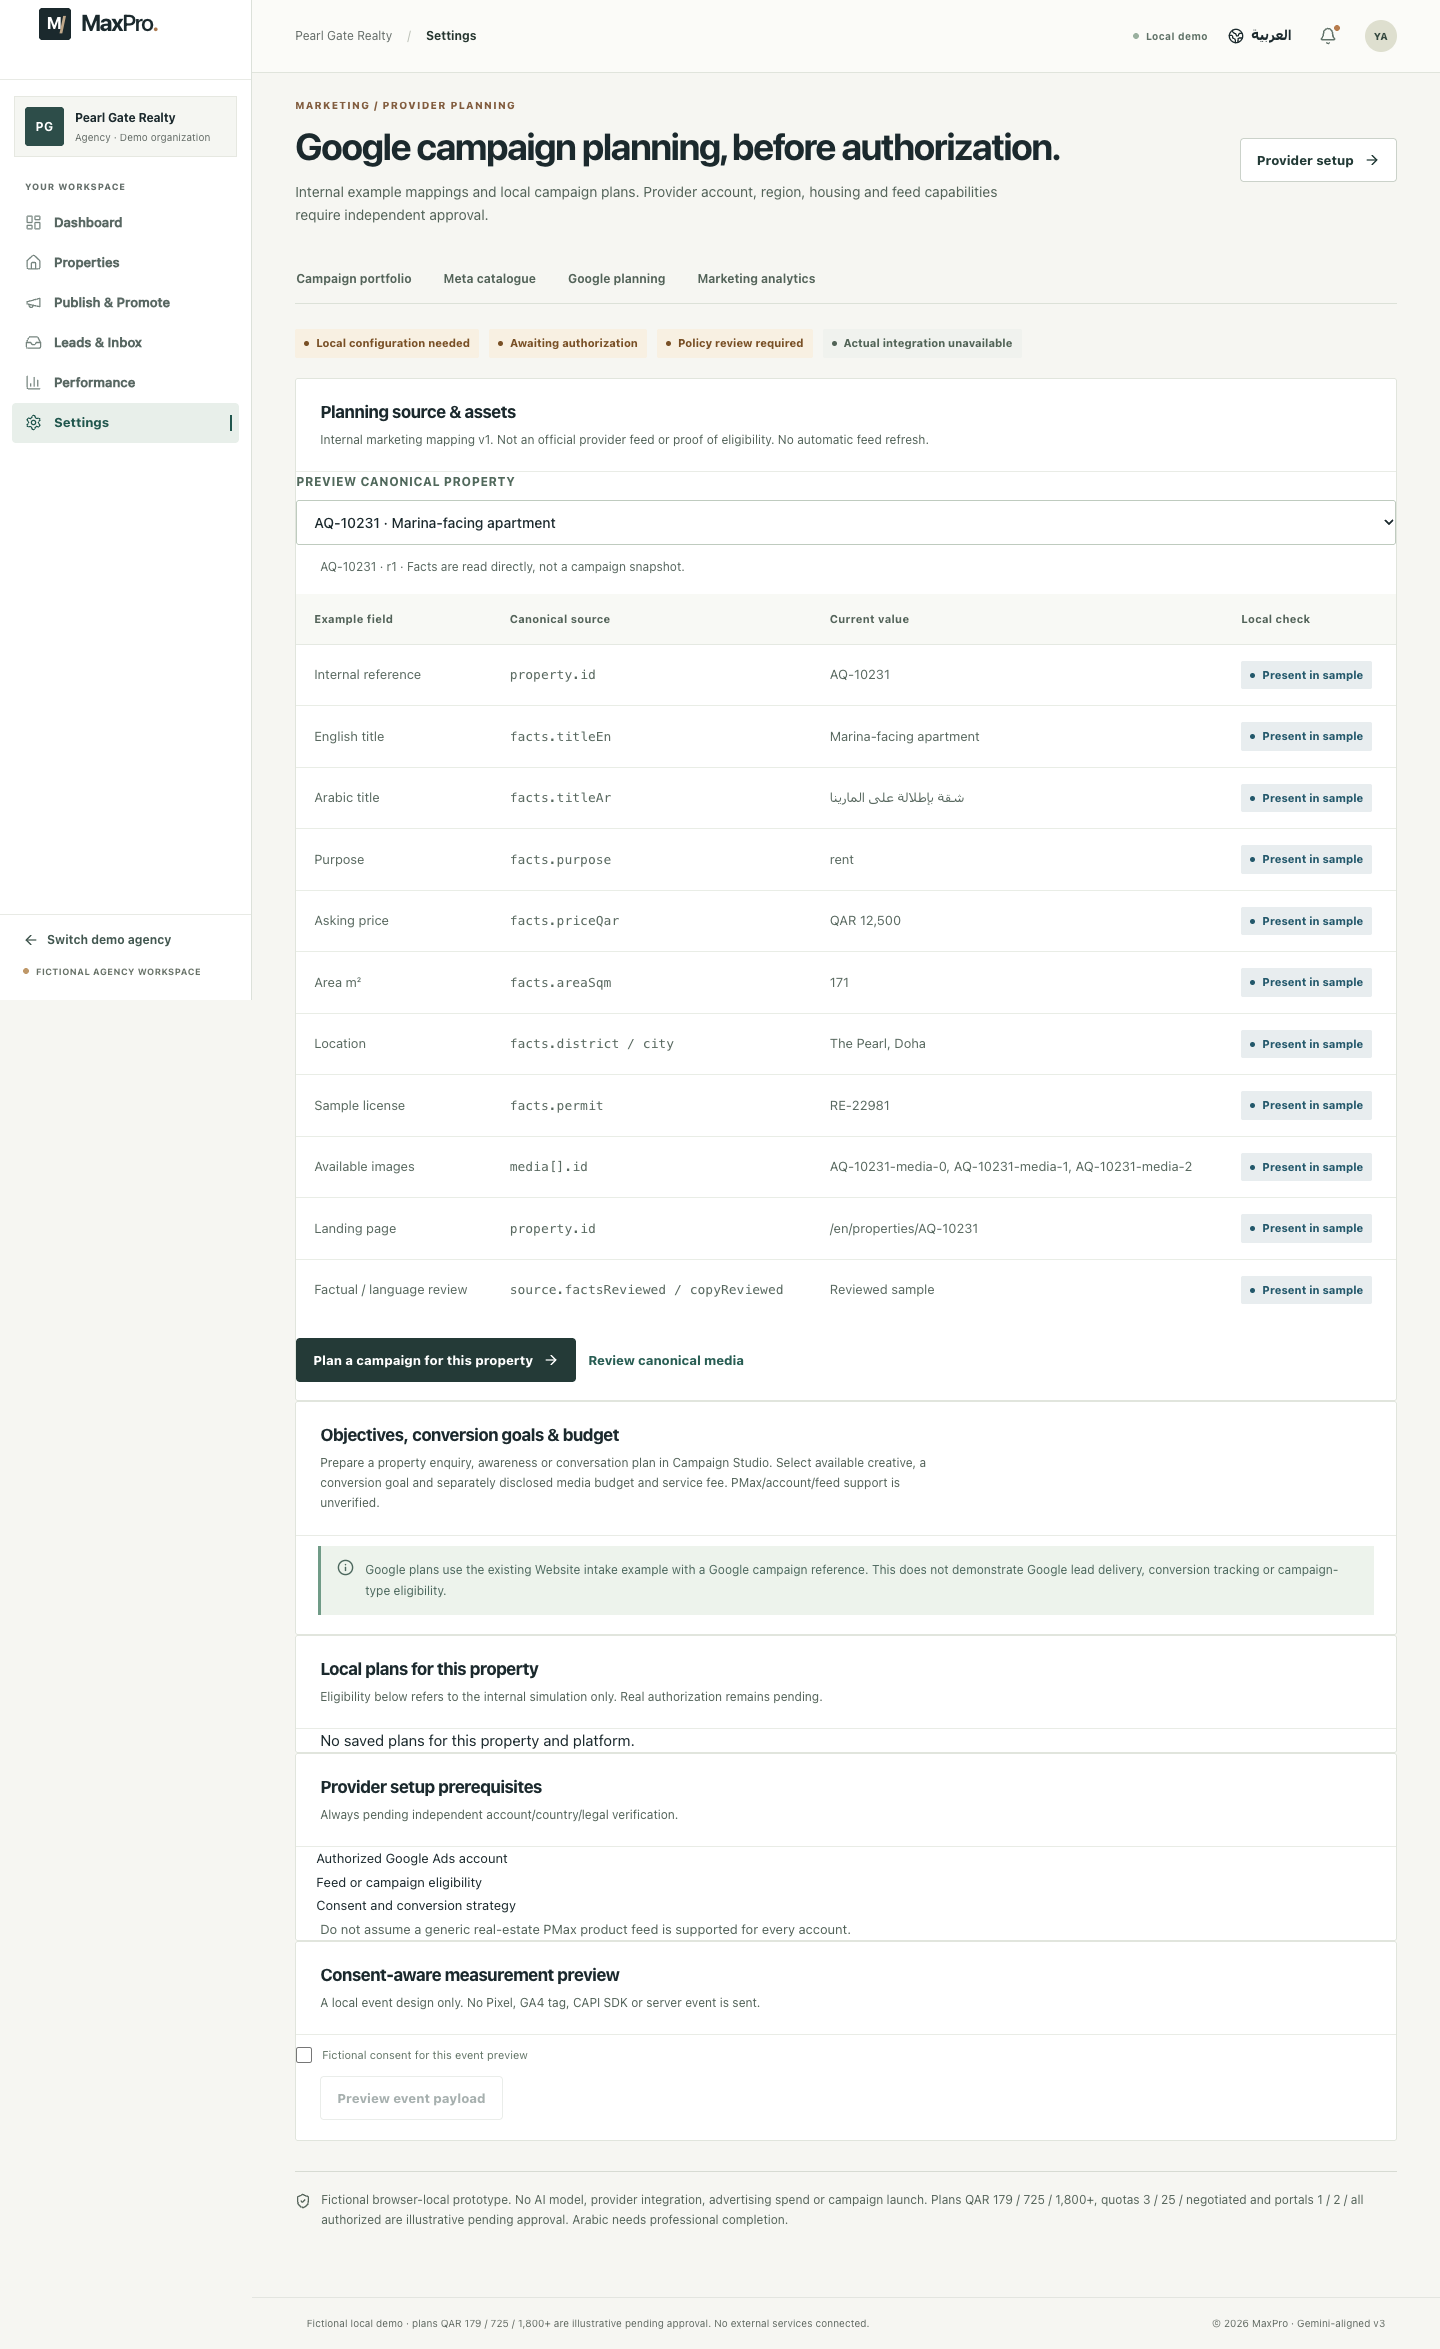 M/ MaxPro.
Pearl Gate Realty / Settings
Local demo
العربية
YA
PG
Pearl Gate Realty
Agency · Demo organization
YOUR WORKSPACE
Dashboard
Properties
Publish & Promote
Leads & Inbox
Performance
Settings
Switch demo agency
FICTIONAL AGENCY WORKSPACE
MARKETING / PROVIDER PLANNING
Google campaign planning, before authorization.
Internal example mappings and local campaign plans. Provider account, region, housing and feed capabilities
require independent approval.
Provider setup
Campaign portfolio Meta catalogue Google planning Marketing analytics
Local configuration needed Awaiting authorization Policy review required Actual integration unavailable
Planning source & assets
Internal marketing mapping v1. Not an official provider feed or proof of eligibility. No automatic feed refresh.
PREVIEW CANONICAL PROPERTY
AQ-10231 · Marina-facing apartment
AQ-10231 · r1 · Facts are read directly, not a campaign snapshot.
Example field Canonical source Current value Local check
Internal reference property.id AQ-10231 Present in sample
English title facts.titleEn Marina-facing apartment Present in sample
Arabic title facts.titleAr شقة بإطلالة على المارينا Present in sample
Purpose facts.purpose rent Present in sample
Asking price facts.priceQar QAR 12,500 Present in sample
Area m² facts.areaSqm 171 Present in sample
Location facts.district / city The Pearl, Doha Present in sample
Sample license facts.permit RE-22981 Present in sample
Available images media[].id AQ-10231-media-0, AQ-10231-media-1, AQ-10231-media-2 Present in sample
Landing page property.id /en/properties/AQ-10231 Present in sample
Factual / language review source.factsReviewed / copyReviewed Reviewed sample Present in sample
Plan a campaign for this property Review canonical media
Objectives, conversion goals & budget
Prepare a property enquiry, awareness or conversation plan in Campaign Studio. Select available creative, a
conversion goal and separately disclosed media budget and service fee. PMax/account/feed support is
unverified.
Google plans use the existing Website intake example with a Google campaign reference. This does not demonstrate Google lead delivery, conversion tracking or campaign-
type eligibility.
Local plans for this property
Eligibility below refers to the internal simulation only. Real authorization remains pending.
No saved plans for this property and platform.
Provider setup prerequisites
Always pending independent account/country/legal verification.
Authorized Google Ads account
Feed or campaign eligibility
Consent and conversion strategy
Do not assume a generic real-estate PMax product feed is supported for every account.
Consent-aware measurement preview
A local event design only. No Pixel, GA4 tag, CAPI SDK or server event is sent.
Fictional consent for this event preview
Preview event payload
Fictional browser-local prototype. No AI model, provider integration, advertising spend or campaign launch. Plans QAR 179 / 725 / 1,800+, quotas 3 / 25 / negotiated and portals 1 / 2 / all
authorized are illustrative pending approval. Arabic needs professional completion.
Fictional local demo · plans QAR 179 / 725 / 1,800+ are illustrative pending approval. No external services connected.
© 2026 MaxPro · Gemini-aligned v3